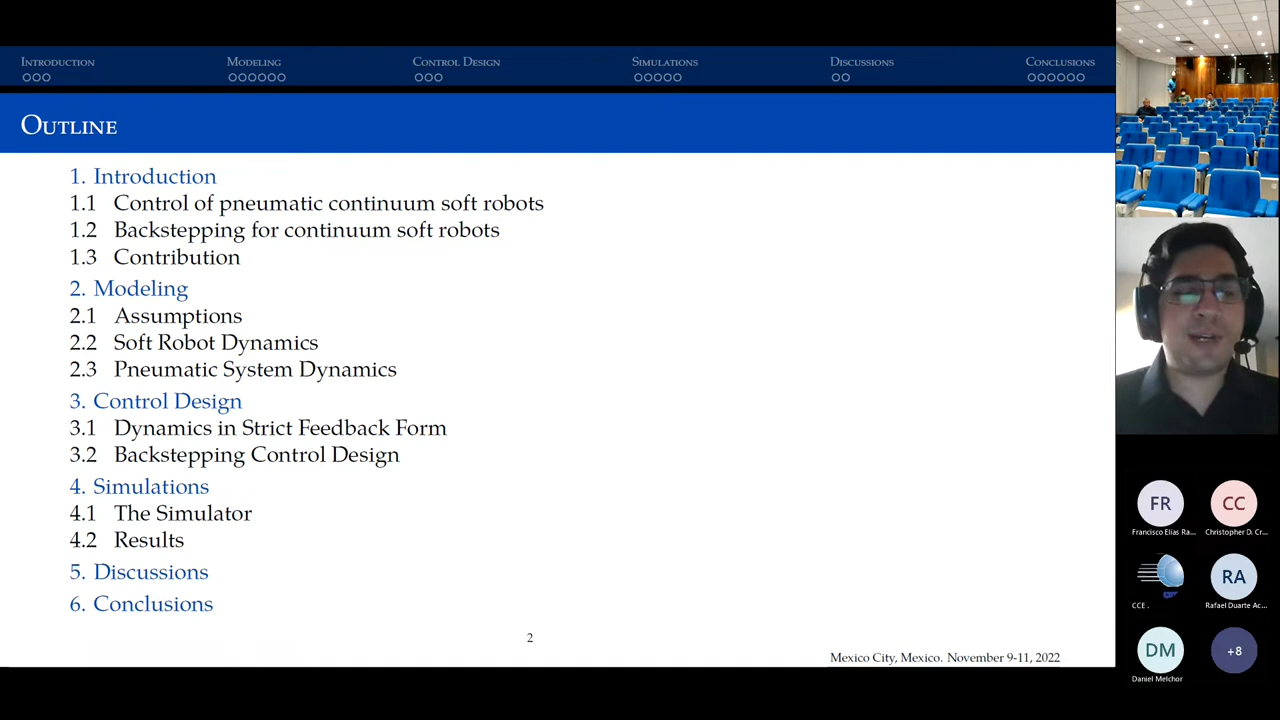 Introduction
Modeling
Control Design
Simulations
Discussions
Conclusions
Outline
1. Introduction
1.1 Control of pneumatic continuum soft robots
1.2 Backstepping for continuum soft robots
1.3 Contribution
2. Modeling
2.1 Assumptions
2.2 Soft Robot Dynamics
2.3 Pneumatic System Dynamics
3. Control Design
3.1 Dynamics in Strict Feedback Form
3.2 Backstepping Control Design
4. Simulations
4.1 The Simulator
4.2 Results
5. Discussions
6. Conclusions
2
Mexico City, Mexico. November 9-11, 2022
FR
Francisco Elias Ra...
CC
Christopher D. Cr...
CCE .
RA
Rafael Duarte Ac...
DM
Daniel Melchor
+8